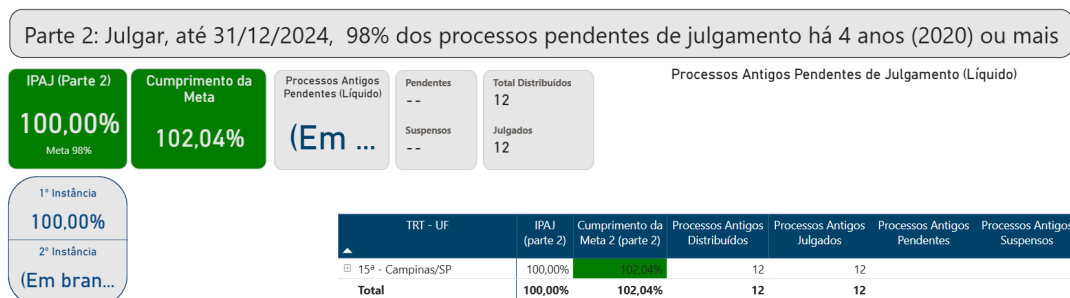 Parte 2: Julgar, até 31/12/2024, 98% dos processos pendentes de julgamento há 4 anos (2020) ou mais
IPAJ (Parte 2)
100,00%
Meta 98%
Cumprimento da
Meta
102,04%
Processos Antigos
Pendentes (Líquido)
(Em ...
Pendentes
--
Suspensos
--
Total Distribuídos
12
Julgados
12
Processos Antigos Pendentes de Julgamento (Líquido)
1° Instância
100,00%
2° Instância
(Em bran...
TRT - UF
IPAJ
(parte 2)
Cumprimento da
Meta 2 (parte 2)
Processos Antigos
Distribuídos
Processos Antigos
Julgados
Processos Antigos
Pendentes
Processos Antigos
Suspensos
15ª - Campinas/SP 100,00% 102,04% 12 12
Total 100,00% 102,04% 12 12